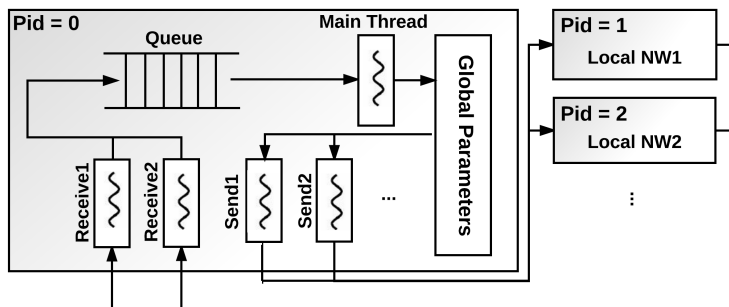 Pid = 0
Main Thread
Queue
Global Parameters
Receive1
Receive2
Send1
Send2
...
Pid = 1
Local NW1
Pid = 2
Local NW2
...